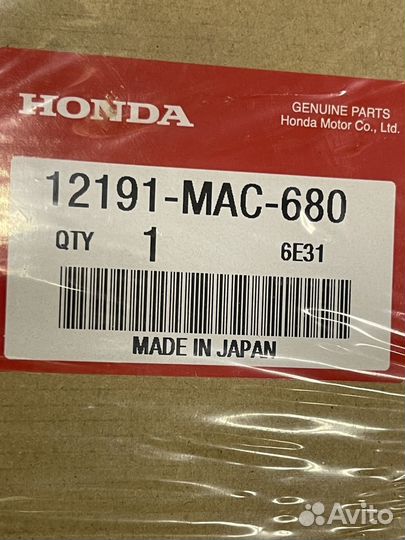 HONDA
GENUINE PARTS
Honda Motor Co., Ltd.
12191-MAC-680
QTY 1 6E31
MADE IN JAPAN
Avito